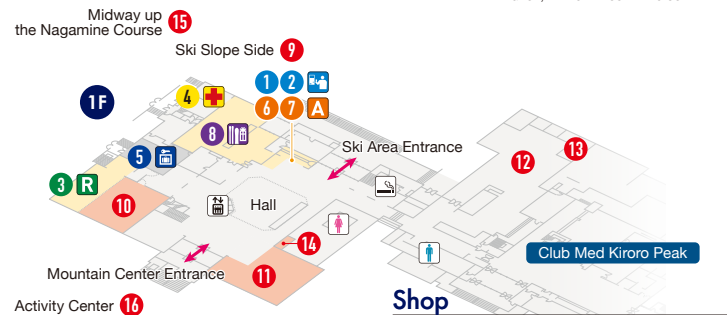 Midway up
the Nagamine Course 15
Ski Slope Side 9
1 2
6 7 A
1F
4
8
5
3 R
10
Ski Area Entrance
12
13
Hall
14
11
Mountain Center Entrance
Club Med Kiroro Peak
Activity Center 16
Shop